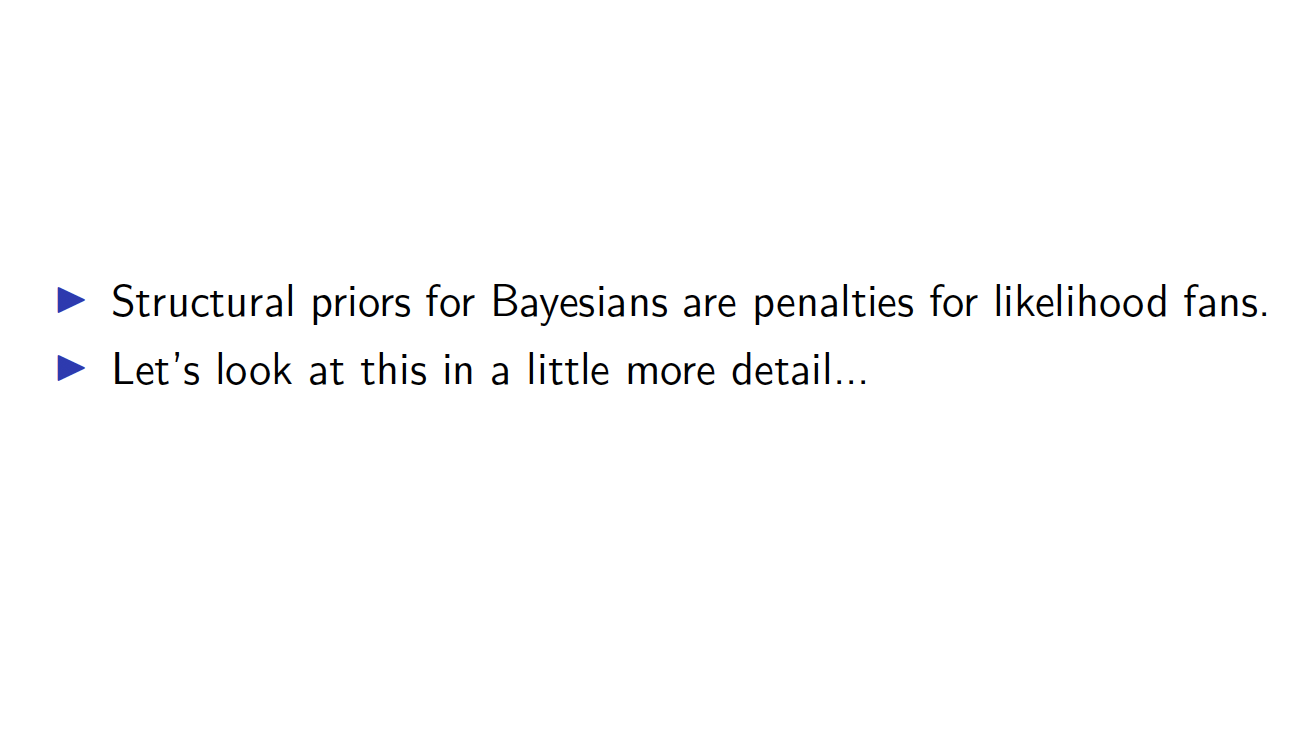 ▶ Structural priors for Bayesians are penalties for likelihood fans.
▶ Let's look at this in a little more detail...